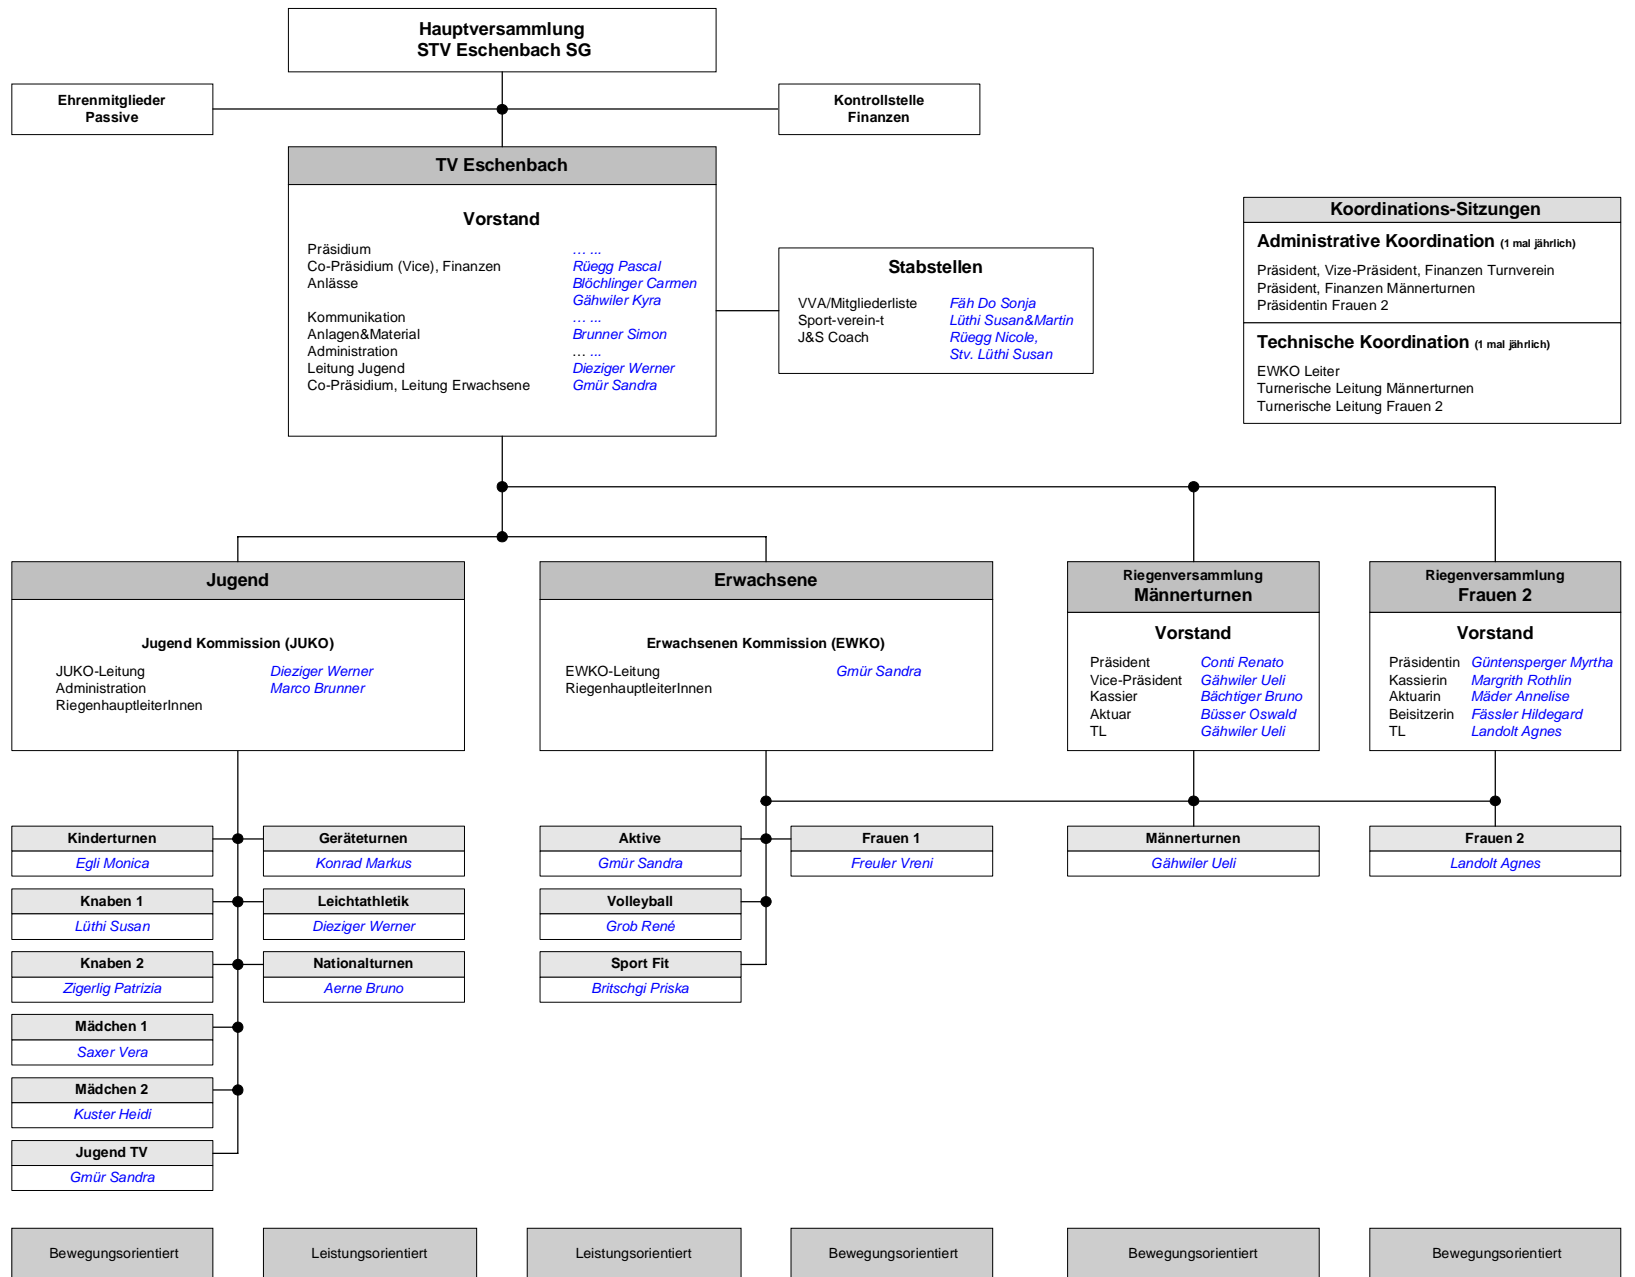 Hauptversammlung
STV Eschenbach SG
Ehrenmitglieder
Passive
Kontrollstelle
Finanzen
TV Eschenbach
Vorstand
Präsidium … ...
Co-Präsidium (Vice), Finanzen Rüegg Pascal
Anlässe Blöchlinger Carmen
Gähwiler Kyra
Kommunikation … ...
Anlagen&Material Brunner Simon
Administration … ...
Leitung Jugend Dieziger Werner
Co-Präsidium, Leitung Erwachsene Gmür Sandra
Stabstellen
VVA/Mitgliederliste Fäh Do Sonja
Sport-verein-t Lüthi Susan&Martin
J&S Coach Rüegg Nicole,
Stv. Lüthi Susan
Koordinations-Sitzungen
Administrative Koordination (1 mal jährlich)
Präsident, Vize-Präsident, Finanzen Turnverein
Präsident, Finanzen Männerturnen
Präsidentin Frauen 2
Technische Koordination (1 mal jährlich)
EWKO Leiter
Turnerische Leitung Männerturnen
Turnerische Leitung Frauen 2
Jugend
Jugend Kommission (JUKO)
JUKO-Leitung Dieziger Werner
Administration Marco Brunner
RiegenhauptleiterInnen
Erwachsene
Erwachsenen Kommission (EWKO)
EWKO-Leitung Gmür Sandra
RiegenhauptleiterInnen
Riegenversammlung
Männerturnen
Vorstand
Präsident Conti Renato
Vice-Präsident Gähwiler Ueli
Kassier Bächtiger Bruno
Aktuar Büsser Oswald
TL Gähwiler Ueli
Riegenversammlung
Frauen 2
Vorstand
Präsidentin Güntensperger Myrtha
Kassierin Margrith Rothlin
Aktuarin Mäder Annelise
Beisitzerin Fässler Hildegard
TL Landolt Agnes
Kinderturnen
Egli Monica
Geräteturnen
Konrad Markus
Aktive
Gmür Sandra
Frauen 1
Freuler Vreni
Männerturnen
Gähwiler Ueli
Frauen 2
Landolt Agnes
Knaben 1
Lüthi Susan
Leichtathletik
Dieziger Werner
Volleyball
Grob René
Knaben 2
Zigerlig Patrizia
Nationalturnen
Aerne Bruno
Sport Fit
Britschgi Priska
Mädchen 1
Saxer Vera
Mädchen 2
Kuster Heidi
Jugend TV
Gmür Sandra
Bewegungsorientiert
Leistungsorientiert
Leistungsorientiert
Bewegungsorientiert
Bewegungsorientiert
Bewegungsorientiert